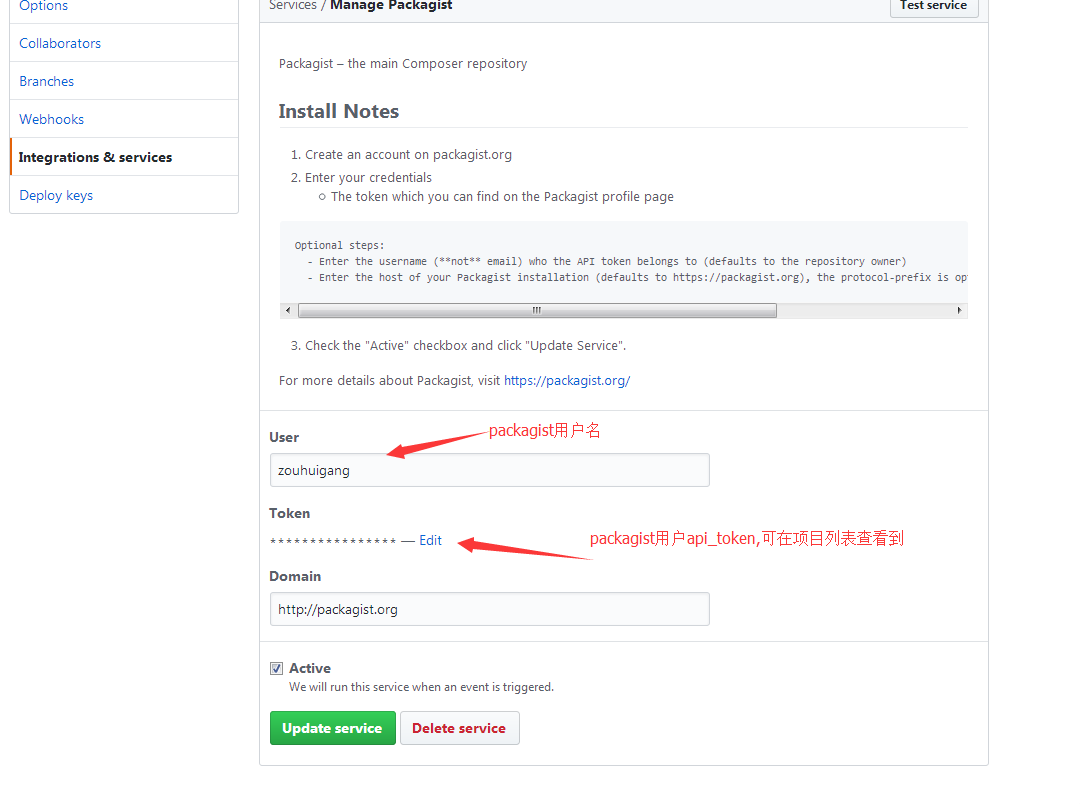 Options
Collaborators
Branches
Webhooks
Integrations & services
Deploy keys
Services / Manage Packagist
Test service
Packagist – the main Composer repository
Install Notes
1. Create an account on packagist.org
2. Enter your credentials
○ The token which you can find on the Packagist profile page
Optional steps:
- Enter the username (**not** email) who the API token belongs to (defaults to the repository owner)
- Enter the host of your Packagist installation (defaults to https://packagist.org), the protocol-prefix is op
3. Check the "Active" checkbox and click "Update Service".
For more details about Packagist, visit https://packagist.org/
packagist用户名
User
zouhuigang
Token
**************** — Edit
packagist用户api_token,可在项目列表查看到
Domain
http://packagist.org
Active
We will run this service when an event is triggered.
Update service
Delete service